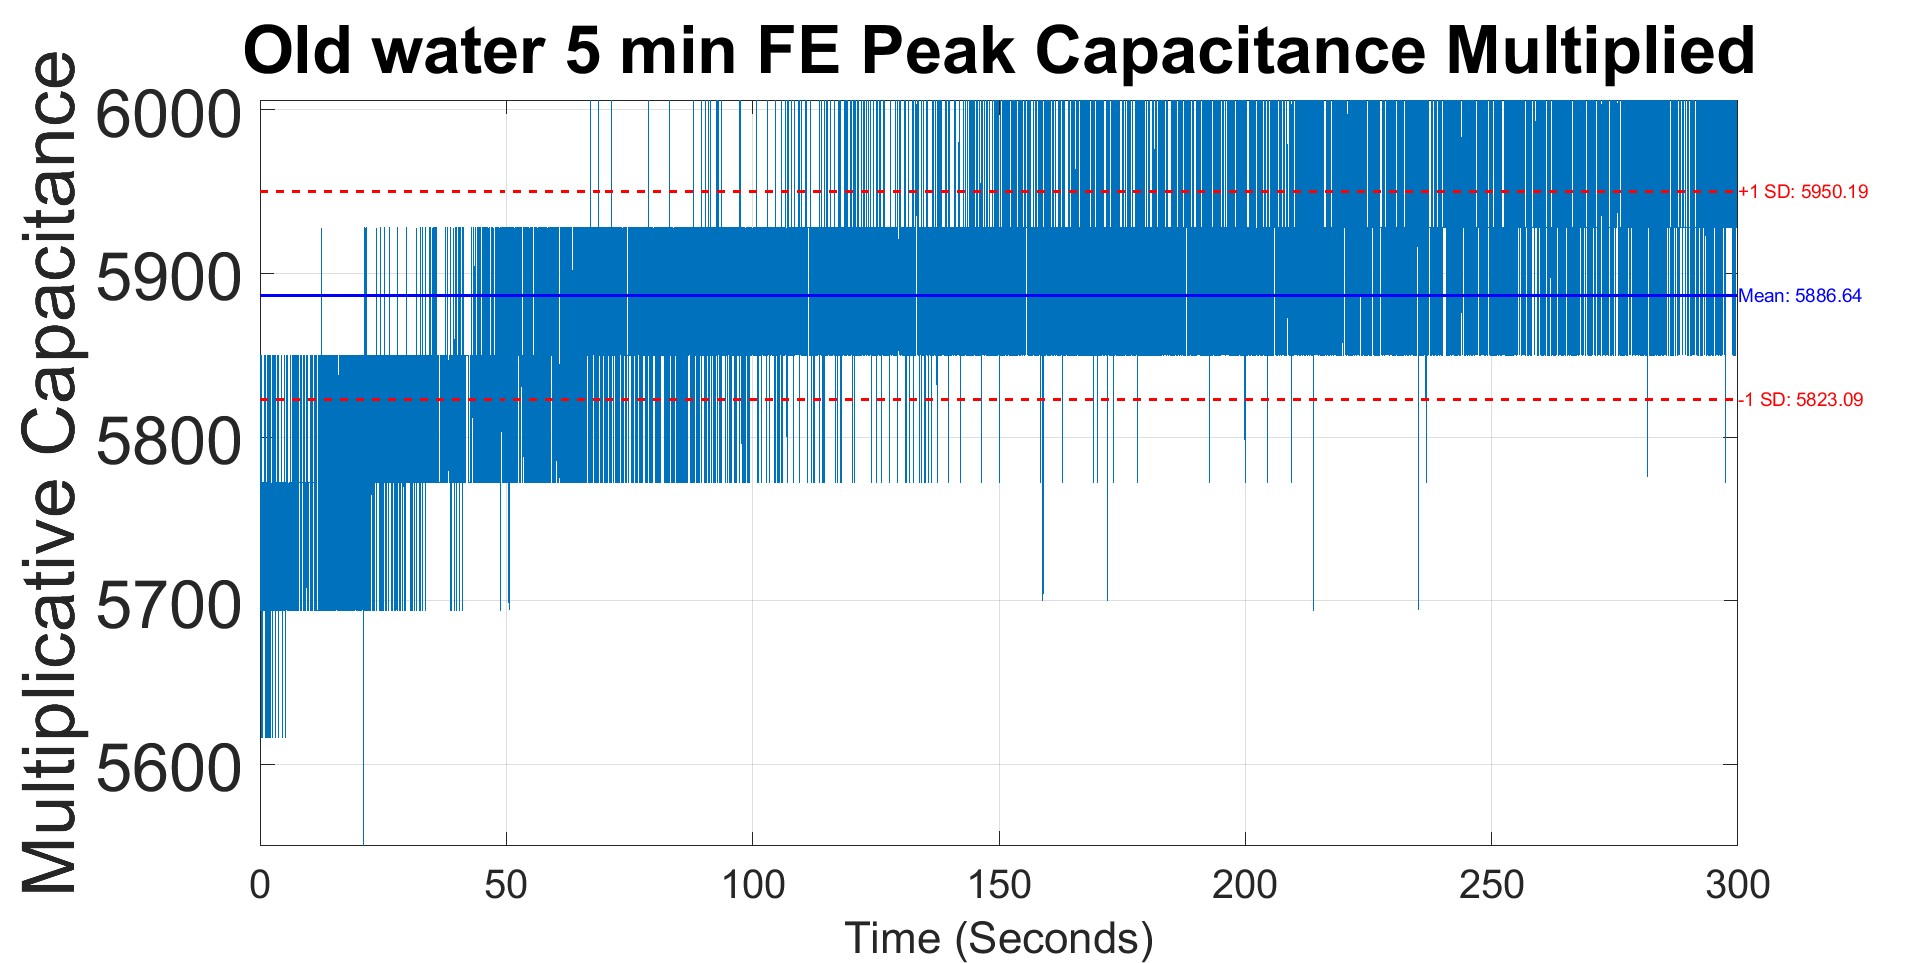 Old water 5 min FE Peak Capacitance Multiplied
Multiplicative Capacitance
6000
5900
5800
5700
5600
+1 SD: 5950.19
Mean: 5886.64
-1 SD: 5823.09
0 50 100 150 200 250 300
Time (Seconds)